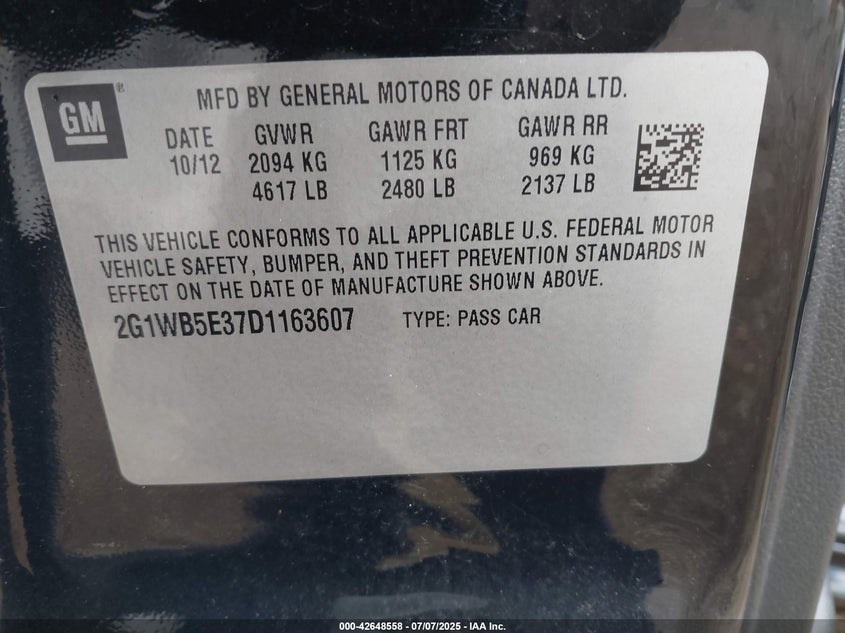 GM®
MFD BY GENERAL MOTORS OF CANADA LTD.
DATE GVWR GAWR FRT GAWR RR
10/12 2094 KG 1125 KG 969 KG
4617 LB 2480 LB 2137 LB
THIS VEHICLE CONFORMS TO ALL APPLICABLE U.S. FEDERAL MOTOR
VEHICLE SAFETY, BUMPER, AND THEFT PREVENTION STANDARDS IN
EFFECT ON THE DATE OF MANUFACTURE SHOWN ABOVE.
2G1WB5E37D1163607 TYPE: PASS CAR
000-42648558 - 07/07/2025 - IAA Inc.